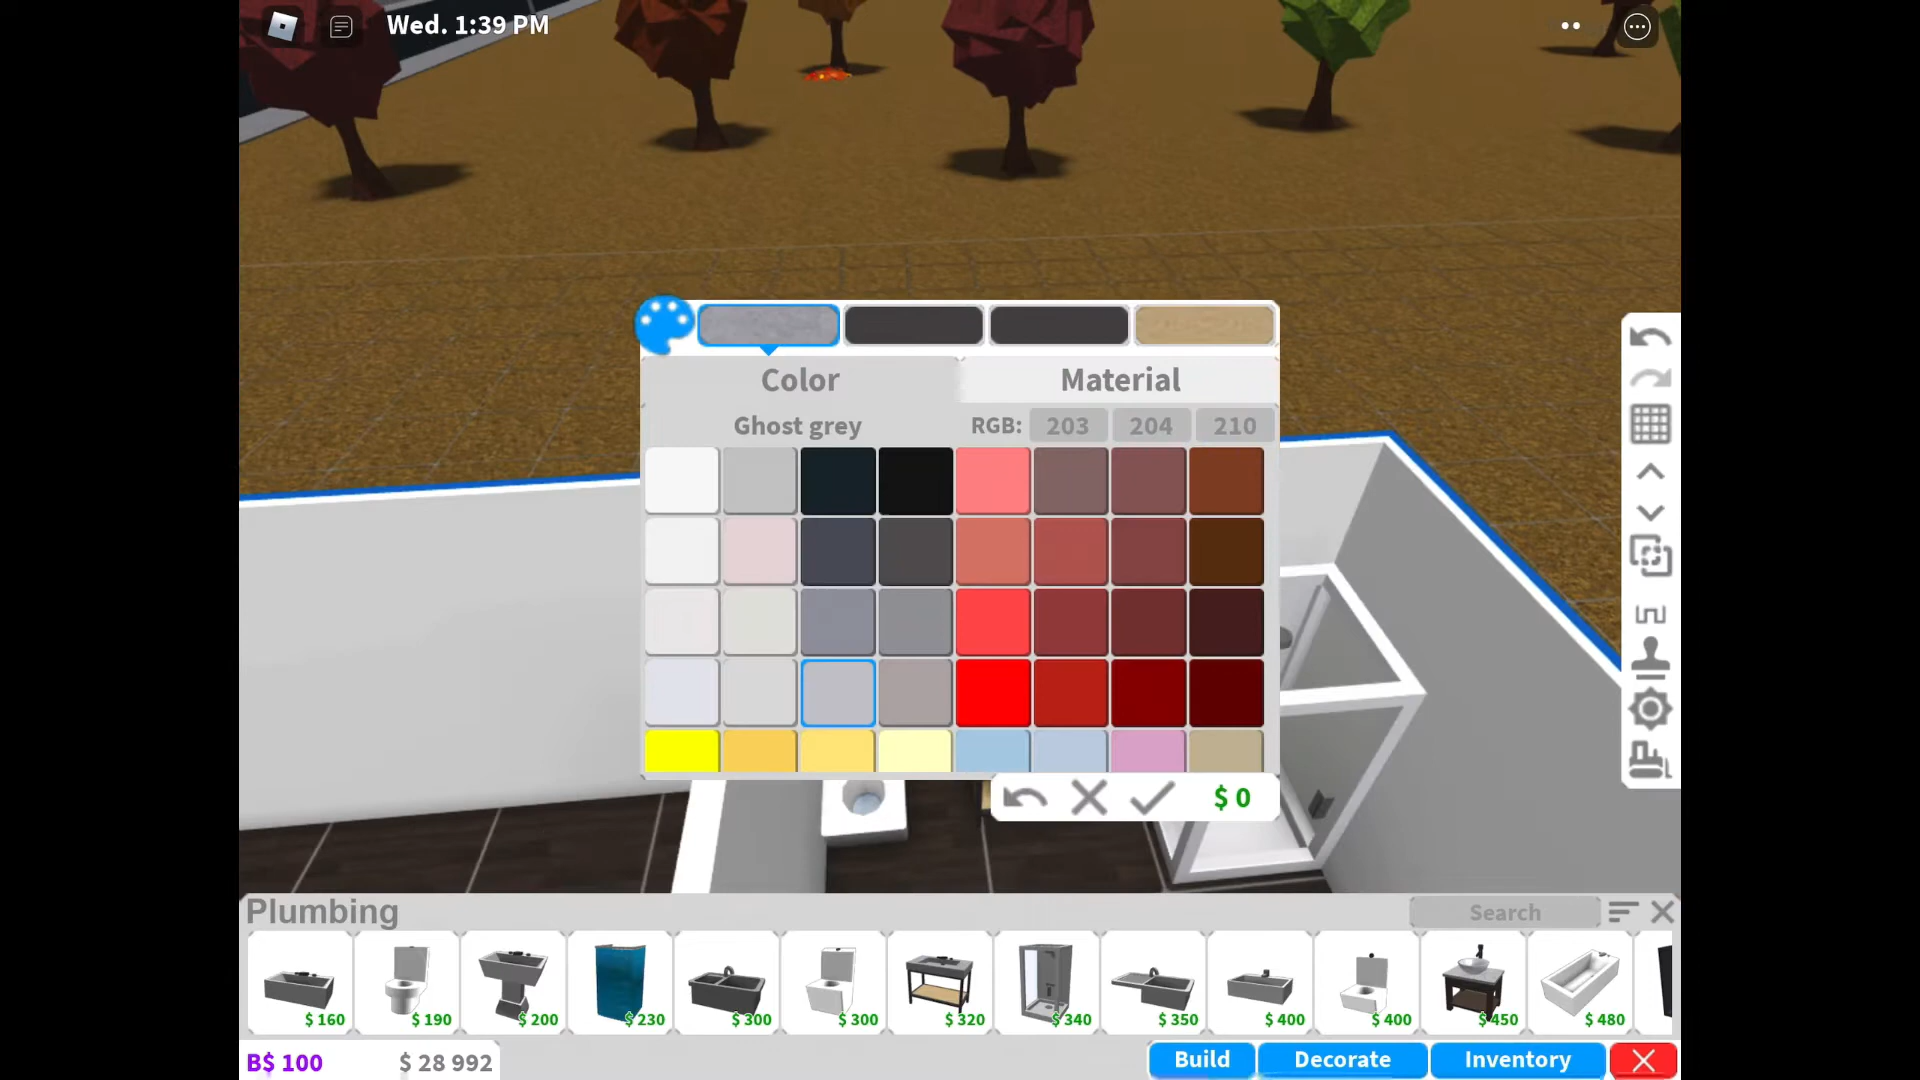 Wed. 1:39 PM
Color
Material
Ghost grey
RGB: 203 204 210
$ 0
Plumbing
Search
$ 160
$ 190
$ 200
$ 230
$ 300
$ 300
$ 320
$ 340
$ 350
$ 400
$ 400
$ 450
$ 480
B$ 100
$ 28 992
Build
Decorate
Inventory